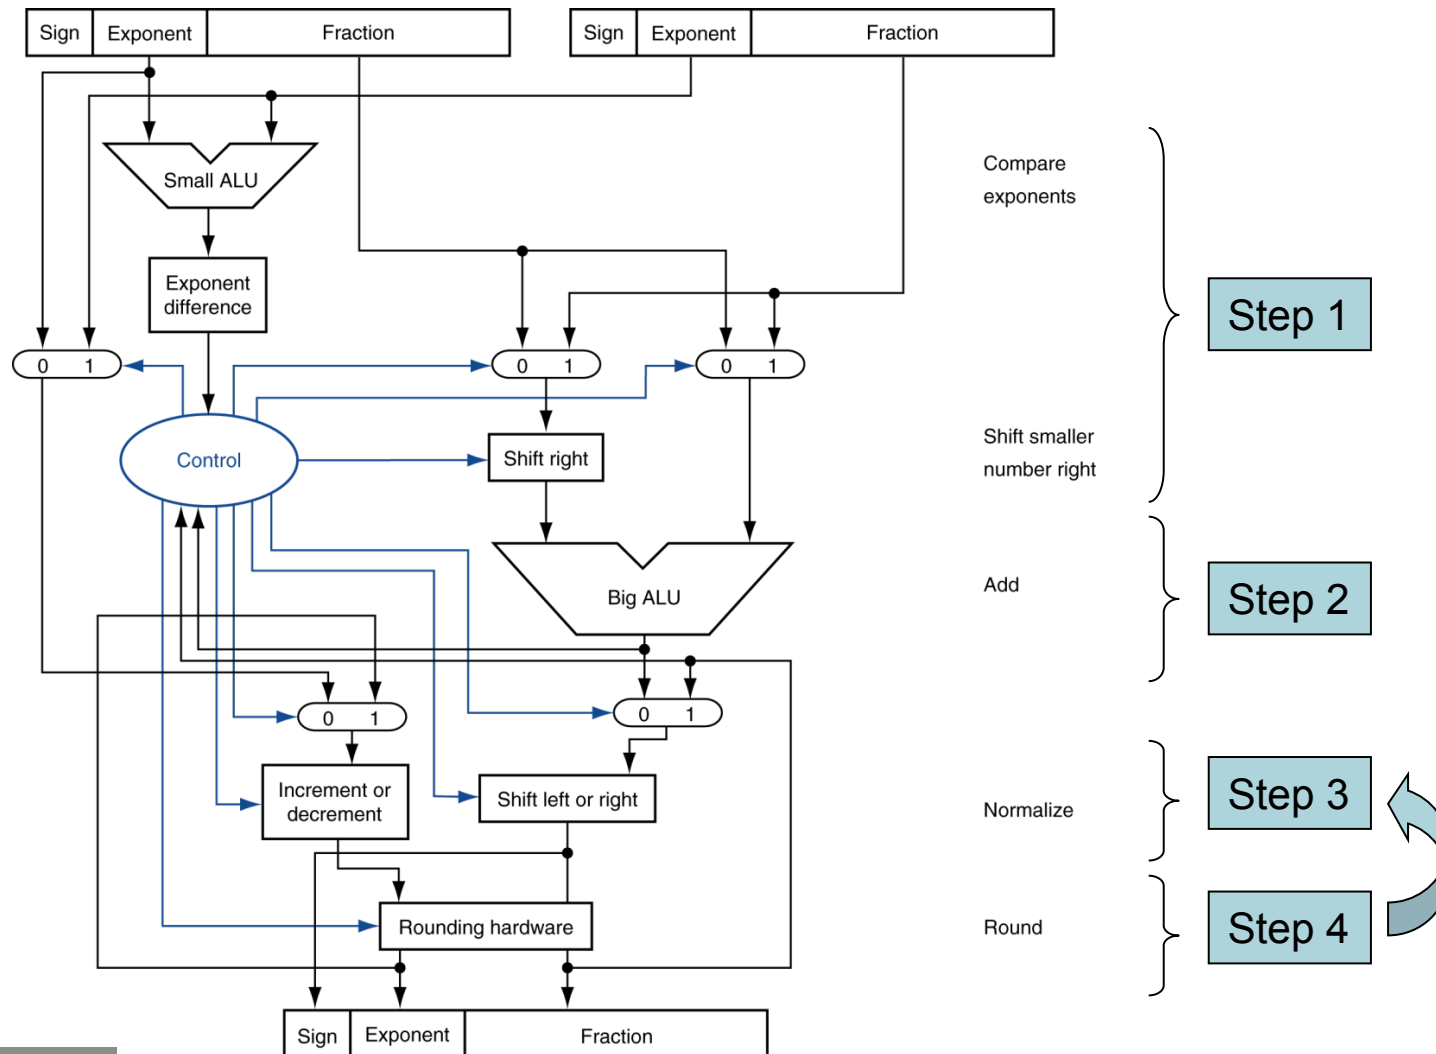 Sign Exponent Fraction Sign Exponent Fraction
Small ALU
Compare
exponents
Exponent
difference
Step 1
0 1 0 1 0 1
Control
Shift right
Shift smaller
number right
Big ALU
Add
Step 2
0 1 0 1
Increment or
decrement
Shift left or right
Normalize
Step 3
Rounding hardware
Round
Step 4
Sign Exponent Fraction